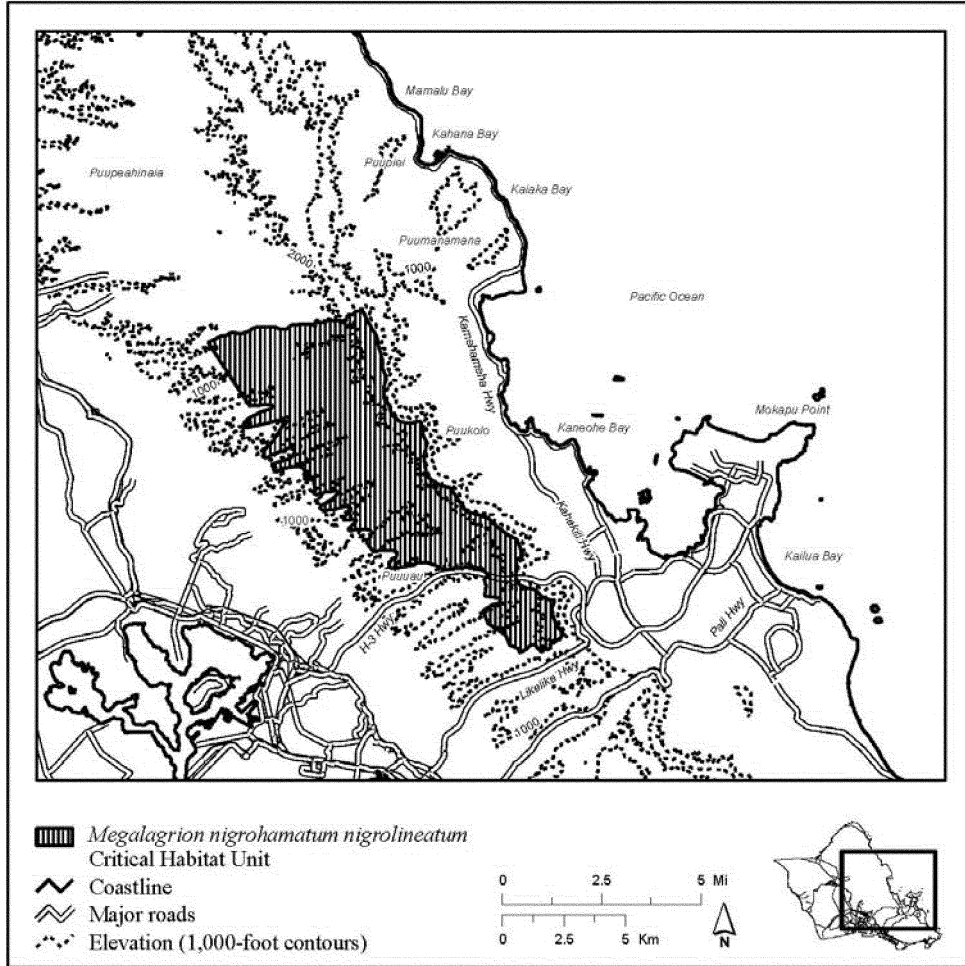 Mamalu Bay
Kahana Bay
Puupiei
Puupeahinaia
Kaiaka Bay
Puumanamana
2000
1000
Pacific Ocean
Kamehameha Hwy
1000
Mokapu Point
Puukolo
Kaneohe Bay
1000
Kahekili Hwy
Kailua Bay
Puuuau
H-3 Hwy
Pali Hwy
Likelike Hwy
1000
Megalagrion nigrohamatum nigrolineatum
Critical Habitat Unit
Coastline
Major roads
Elevation (1,000-foot contours)
0 2.5 5 Mi
0 2.5 5 Km
N